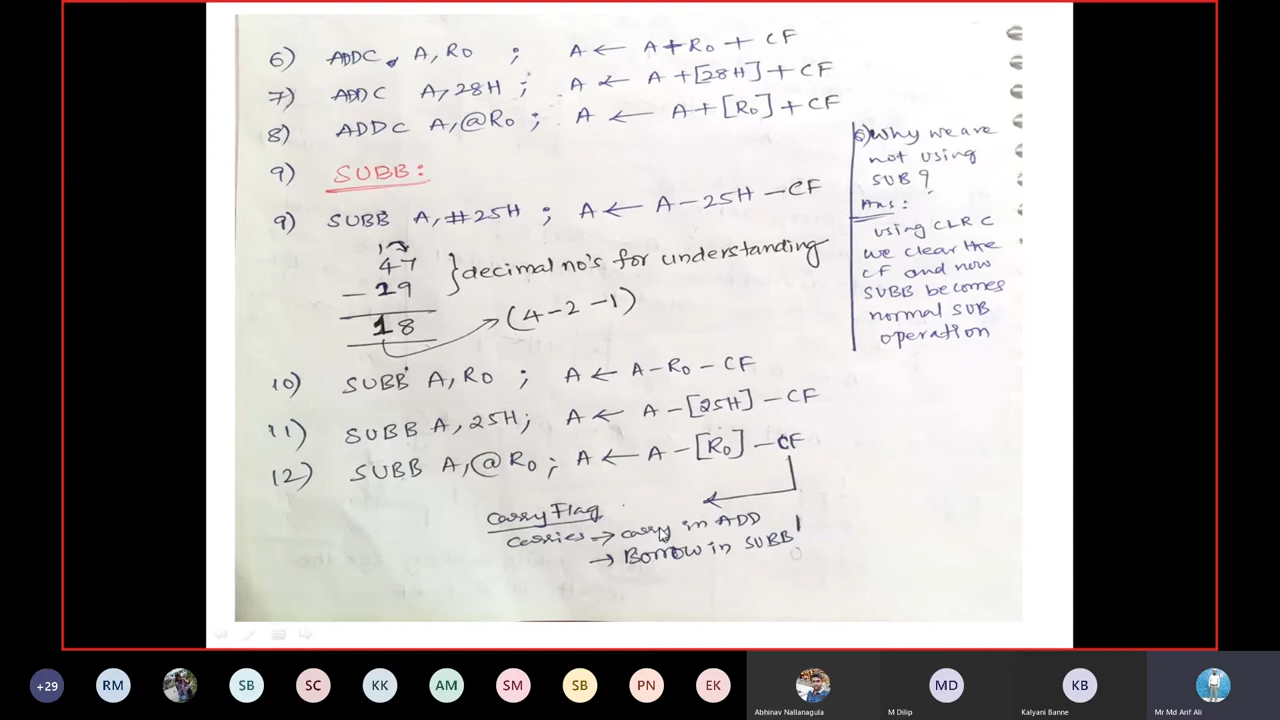 6) ADDC, A, R0 ; A ← A + R0 + CF
7) ADDC A, 28H ; A ← A + [28H] + CF
8) ADDC A, @R0 ; A ← A + [R0] + CF
9) SUBB :
9) SUBB A, #25H ; A ← A - 25H - CF
1
47
- 29
18
} decimal no's for understanding
→ (4-2-1)
10) SUBB A, R0 ; A ← A - R0 - CF
11) SUBB A, 25H ; A ← A - [25H] - CF
12) SUBB A, @R0 ; A ← A - [R0] - CF
Carry Flag
carries → carry in ADD
→ Borrow in SUBB
Q) Why we are
not using
SUB ?
Ans :
using CLR C
we clear the
CF and now
SUBB becomes
normal SUB
operation
+29
RM
SB
SC
KK
AM
SM
SB
PN
EK
Abhinav Nallanagula
MD
M Dilip
KB
Kalyani Banne
Mr Md Arif Ali